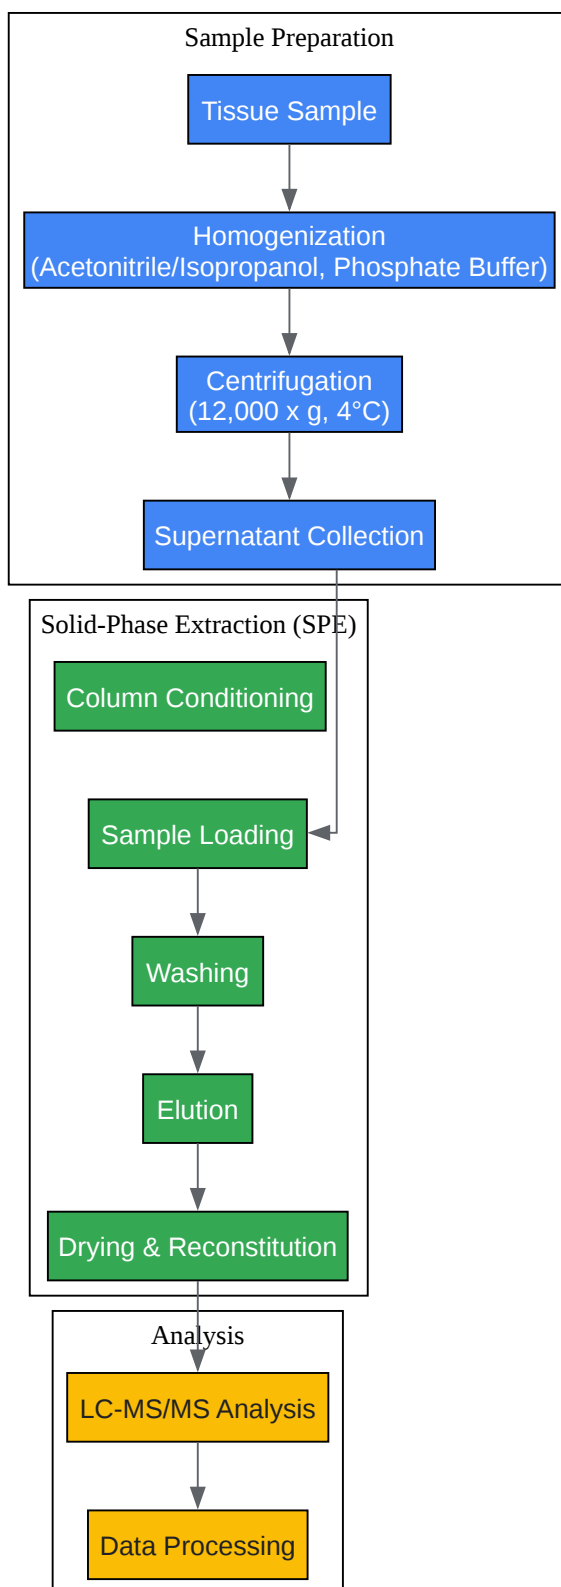 Sample Preparation
Tissue Sample
Homogenization
(Acetonitrile/Isopropanol, Phosphate Buffer)
Centrifugation
(12,000 x g, 4°C)
Supernatant Collection
Solid-Phase Extraction (SPE)
Column Conditioning
Sample Loading
Washing
Elution
Drying & Reconstitution
Analysis
LC-MS/MS Analysis
Data Processing